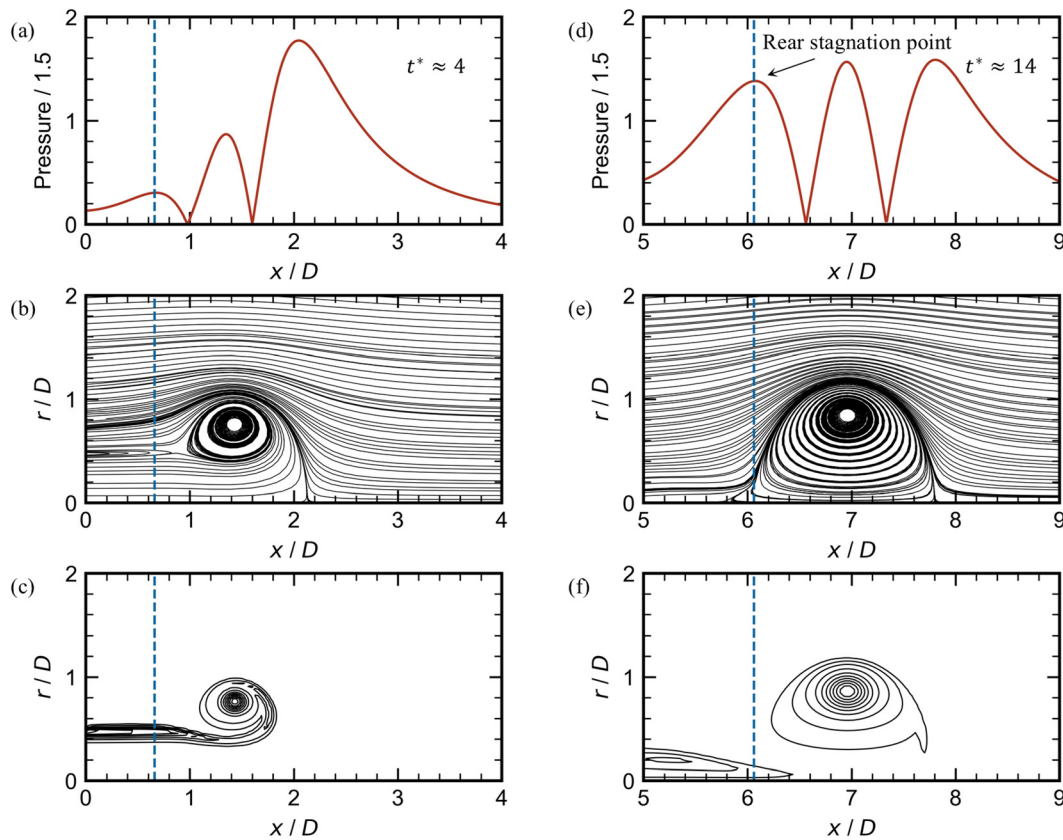 (a)
Pressure / 1.5
2
1
0
t* ≈ 4
0 1 2 3 4
x / D
(d)
Pressure / 1.5
2
1
0
Rear stagnation point
t* ≈ 14
5 6 7 8 9
x / D
(b)
r / D
2
1
0
0 1 2 3 4
x / D
(e)
r / D
2
1
0
5 6 7 8 9
x / D
(c)
r / D
2
1
0
0 1 2 3 4
x / D
(f)
r / D
2
1
0
5 6 7 8 9
x / D